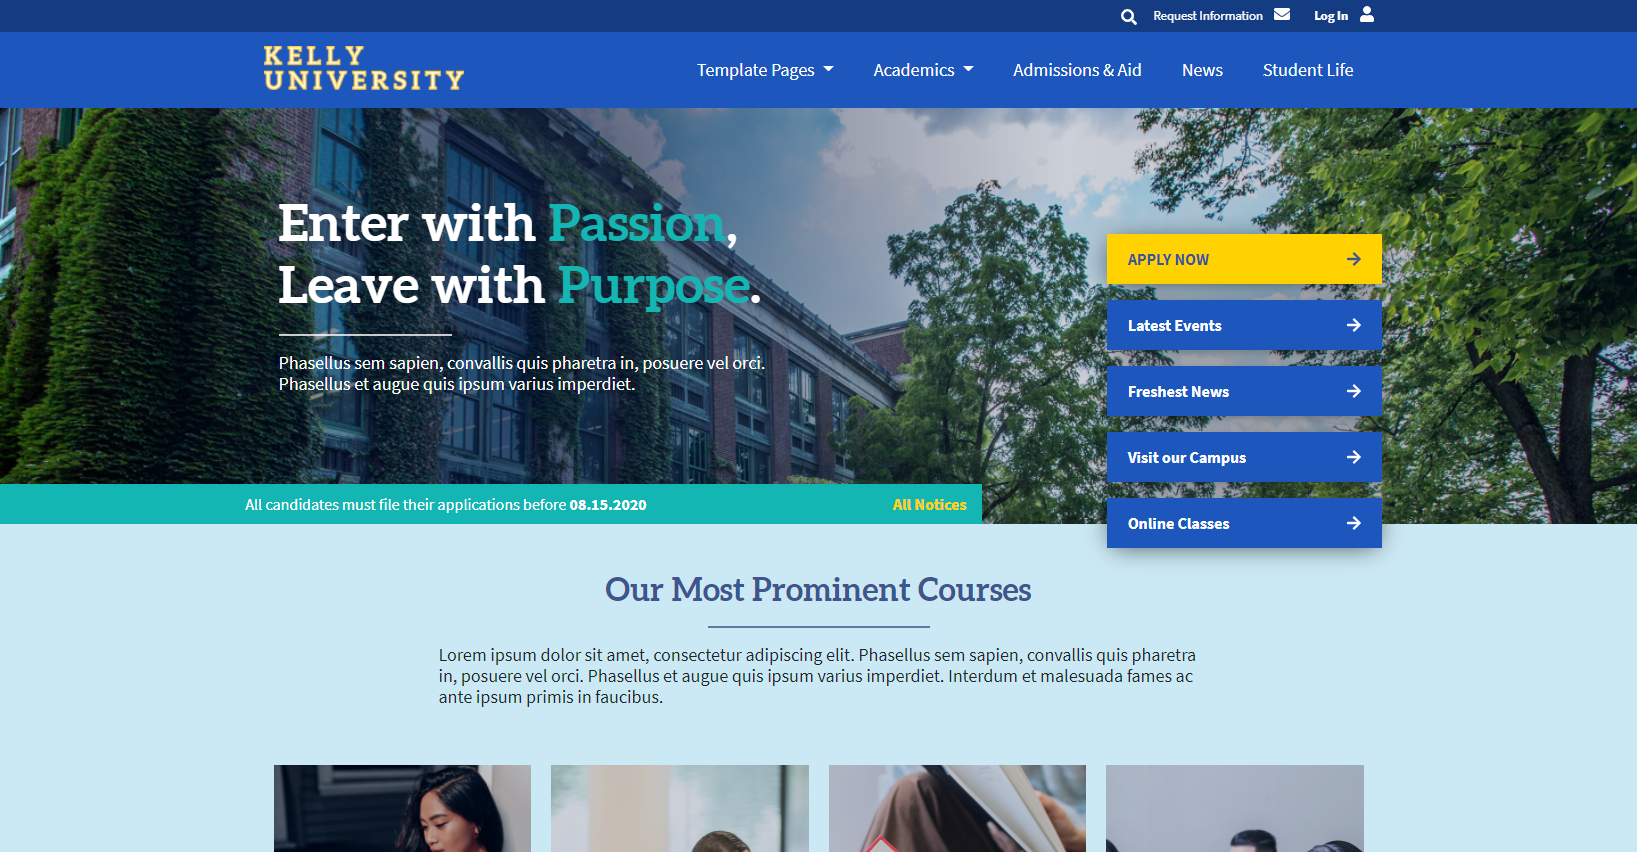 Request Information
Log In
KELLY
UNIVERSITY
Template Pages
Academics
Admissions & Aid
News
Student Life
Enter with Passion,
Leave with Purpose.
Phasellus sem sapien, convallis quis pharetra in, posuere vel orci.
Phasellus et augue quis ipsum varius imperdiet.
APPLY NOW
Latest Events
Freshest News
Visit our Campus
Online Classes
All candidates must file their applications before 08.15.2020
All Notices
Our Most Prominent Courses
Lorem ipsum dolor sit amet, consectetur adipiscing elit. Phasellus sem sapien, convallis quis pharetra
in, posuere vel orci. Phasellus et augue quis ipsum varius imperdiet. Interdum et malesuada fames ac
ante ipsum primis in faucibus.